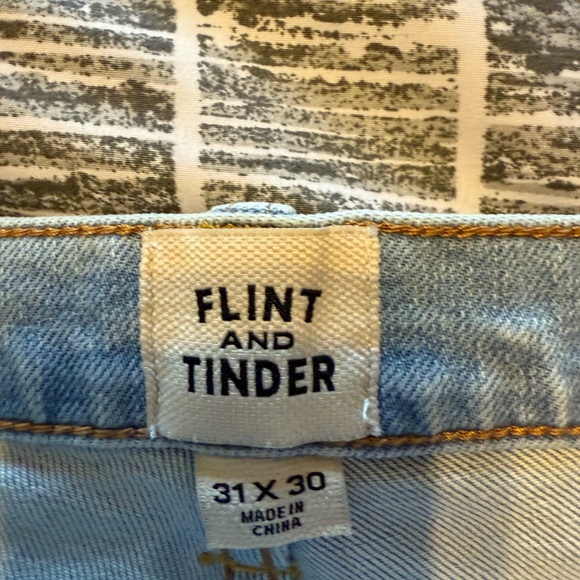 FLINT
AND
TINDER
31 X 30
MADE IN
CHINA